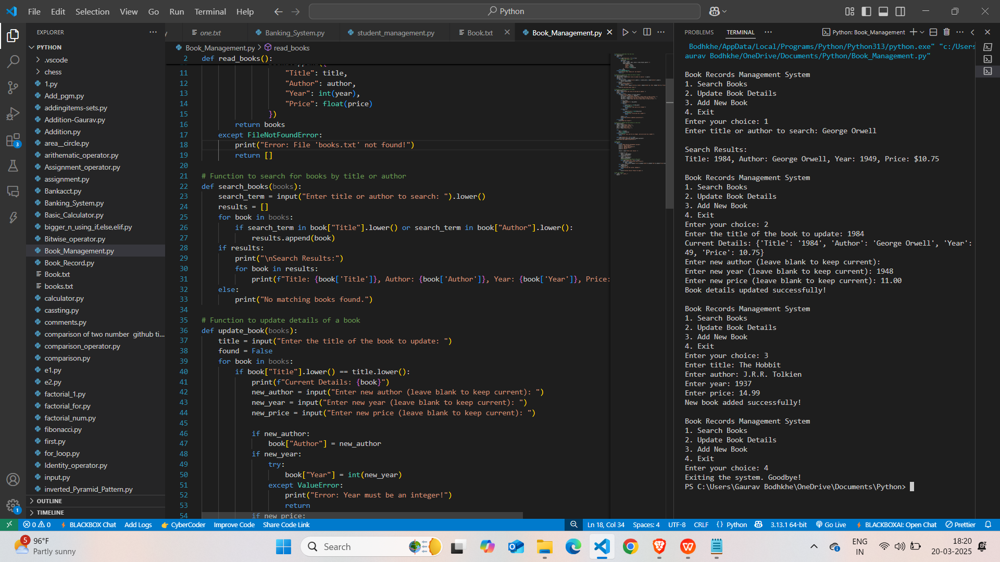 File Edit Selection View Go Run Terminal Help
Python
EXPLORER
PYTHON
.vscode
chess
1.py
Add_pgm.py
addingitems-sets.py
Addition-Gaurav.py
Addition.py
area__circle.py
arithematic_operator.py
Assignment_operator.py
assignment.py
Bankacct.py
Banking_System.py
Basic_Calculator.py
bigger_n_using_if,else,elif.py
Bitwise_operator.py
Book_Management.py
Book_Record.py
Book.txt
books.txt
calculator.py
cassting.py
comments.py
comparison of two number github ti...
comparison_operator.py
comparison.py
e1.py
e2.py
factorial_1.py
factorial_for.py
factorial_num.py
fibonacci.py
first.py
for_loop.py
Identity_operator.py
input.py
inverted_Pyramid_Pattern.py
OUTLINE
TIMELINE
3
1
one.txt
Banking_System.py
student_management.py
Book.txt
Book_Management.py
Book_Management.py > read_books
2 def read_books():
11 "Title": title,
12 "Author": author,
13 "Year": int(year),
14 "Price": float(price)
15 })
16 return books
17 except FileNotFoundError:
18 print("Error: File 'books.txt' not found!")
19 return []
20
21 # Function to search for books by title or author
22 def search_books(books):
23 search_term = input("Enter title or author to search: ").lower()
24 results = []
25 for book in books:
26 if search_term in book["Title"].lower() or search_term in book["Author"].lower():
27 results.append(book)
28 if results:
29 print("\nSearch Results:")
30 for book in results:
31 print(f"Title: {book['Title']}, Author: {book['Author']}, Year: {book['Year']}, Price:
32 else:
33 print("No matching books found.")
34
35 # Function to update details of a book
36 def update_book(books):
37 title = input("Enter the title of the book to update: ")
38 found = False
39 for book in books:
40 if book["Title"].lower() == title.lower():
41 print(f"Current Details: {book}")
42 new_author = input("Enter new author (leave blank to keep current): ")
43 new_year = input("Enter new year (leave blank to keep current): ")
44 new_price = input("Enter new price (leave blank to keep current): ")
45
46 if new_author:
47 book["Author"] = new_author
48 if new_year:
49 try:
50 book["Year"] = int(new_year)
51 except ValueError:
52 print("Error: Year must be an integer!")
53 return
54 if new_price:
PROBLEMS TERMINAL Python: Book_Management
Bodhkhe/AppData/Local/Programs/Python/Python313/python.exe" "c:/Users
aurav Bodhkhe/OneDrive/Documents/Python/Book_Management.py"
Book Records Management System
1. Search Books
2. Update Book Details
3. Add New Book
4. Exit
Enter your choice: 1
Enter title or author to search: George Orwell
Search Results:
Title: 1984, Author: George Orwell, Year: 1949, Price: $10.75
Book Records Management System
1. Search Books
2. Update Book Details
3. Add New Book
4. Exit
Enter your choice: 2
Enter the title of the book to update: 1984
Current Details: {'Title': '1984', 'Author': 'George Orwell', 'Year':
49, 'Price': 10.75}
Enter new author (leave blank to keep current):
Enter new year (leave blank to keep current): 1948
Enter new price (leave blank to keep current): 11.00
Book details updated successfully!
Book Records Management System
1. Search Books
2. Update Book Details
3. Add New Book
4. Exit
Enter your choice: 3
Enter title: The Hobbit
Enter author: J.R.R. Tolkien
Enter year: 1937
Enter price: 14.99
New book added successfully!
Book Records Management System
1. Search Books
2. Update Book Details
3. Add New Book
4. Exit
Enter your choice: 4
Exiting the system. Goodbye!
PS C:\Users\Gaurav Bodhkhe\OneDrive\Documents\Python>
0 0 BLACKBOX Chat Add Logs CyberCoder Improve Code Share Code Link Ln 18, Col 34 Spaces: 4 UTF-8 CRLF {} Python 3.13.1 64-bit Go Live BLACKBOXAI: Open Chat Prettier
5
96°F
Partly sunny
Search
ENG
IN
18:20
20-03-2025